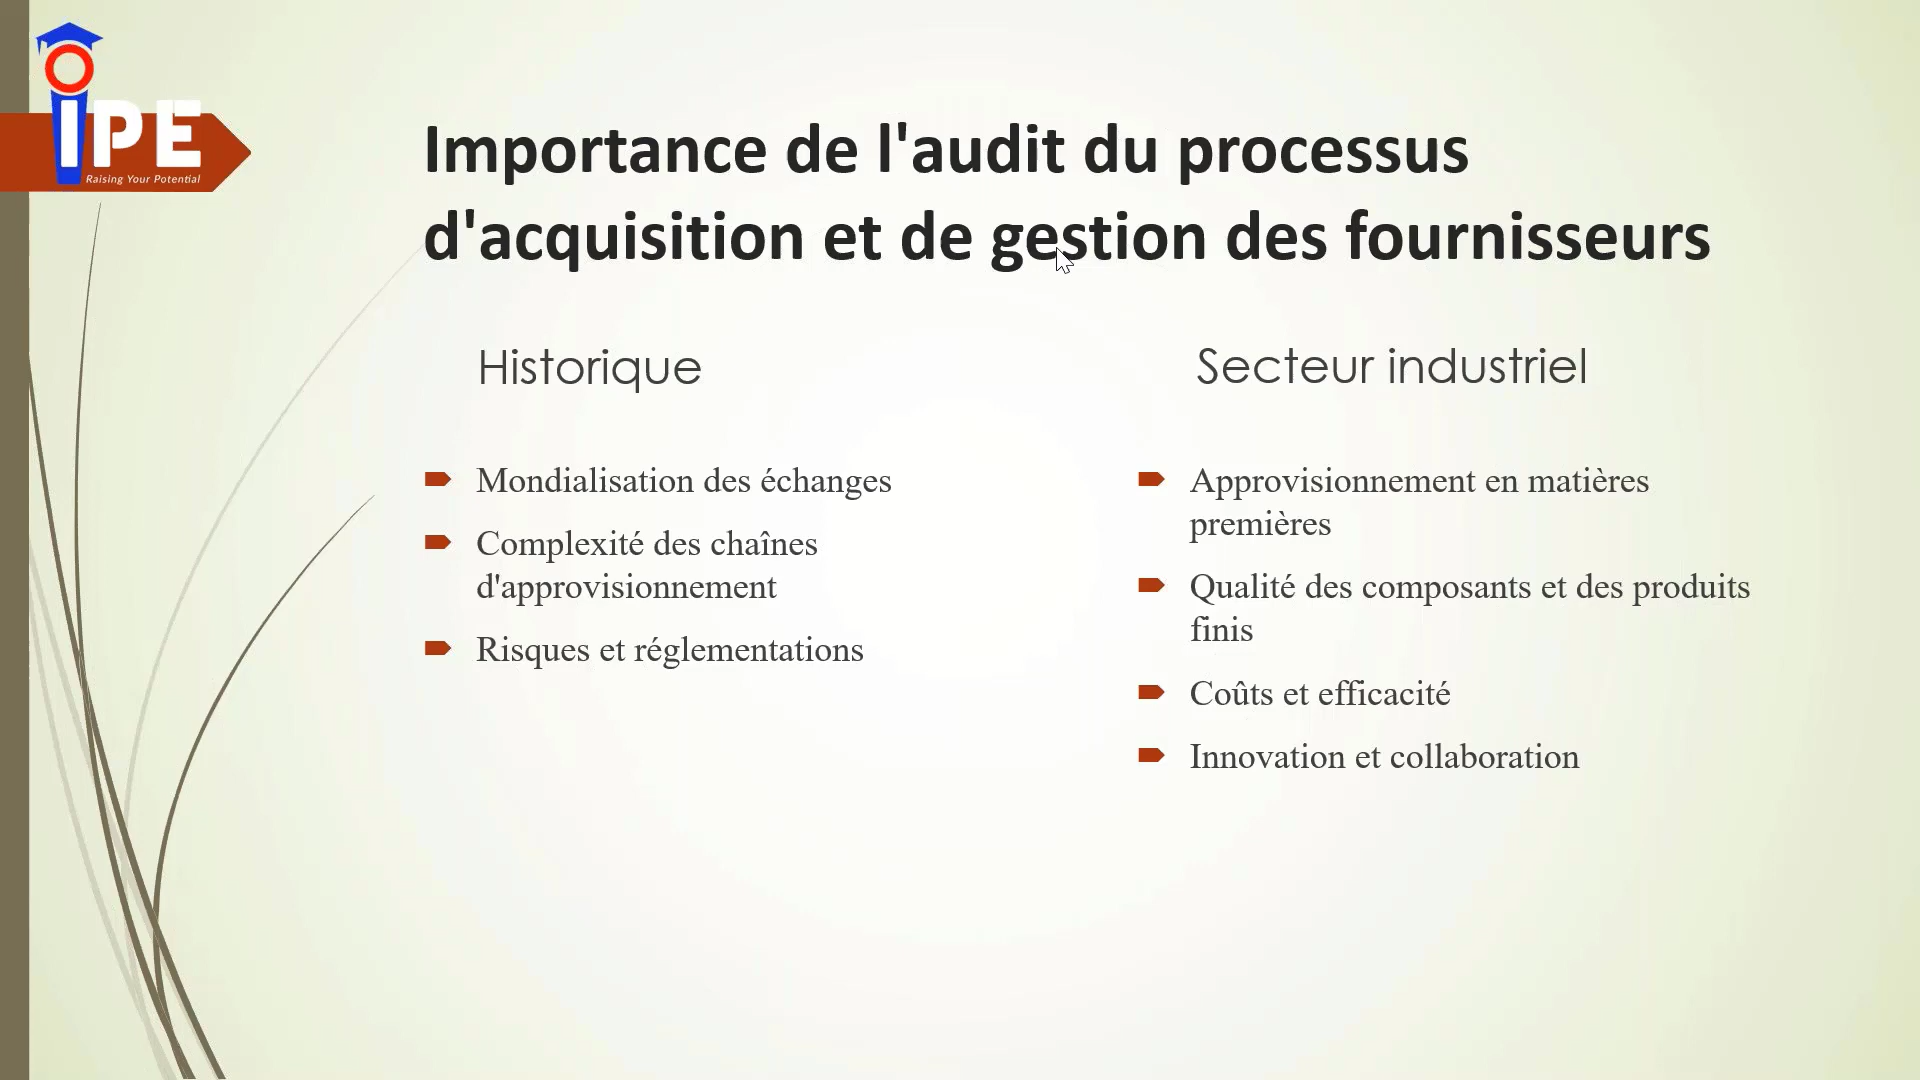 IPE
Raising Your Potential
Importance de l'audit du processus
d'acquisition et de gestion des fournisseurs
Historique
Mondialisation des échanges
Complexité des chaînes
d'approvisionnement
Risques et réglementations
Secteur industriel
Approvisionnement en matières
premières
Qualité des composants et des produits
finis
Coûts et efficacité
Innovation et collaboration